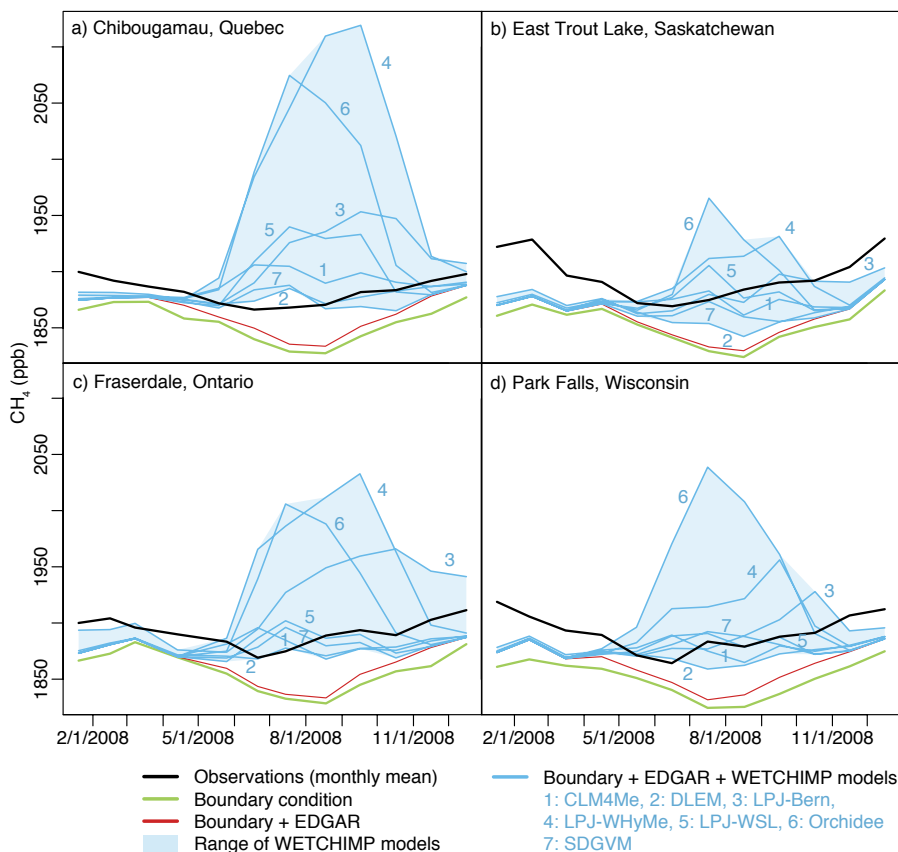 a) Chibougamau, Quebec
4
6
3
5
1
7
2
b) East Trout Lake, Saskatchewan
6
4
3
5
1
7
2
c) Fraserdale, Ontario
4
6
3
5
1
7
2
d) Park Falls, Wisconsin
6
4
3
7
5
1
2
CH4 (ppb)
2050
1950
1850
2050
1950
1850
2/1/2008 5/1/2008 8/1/2008 11/1/2008
2/1/2008 5/1/2008 8/1/2008 11/1/2008
Observations (monthly mean)
Boundary condition
Boundary + EDGAR
Range of WETCHIMP models
Boundary + EDGAR + WETCHIMP models
1: CLM4Me, 2: DLEM, 3: LPJ-Bern,
4: LPJ-WHyMe, 5: LPJ-WSL, 6: Orchidee
7: SDGVM